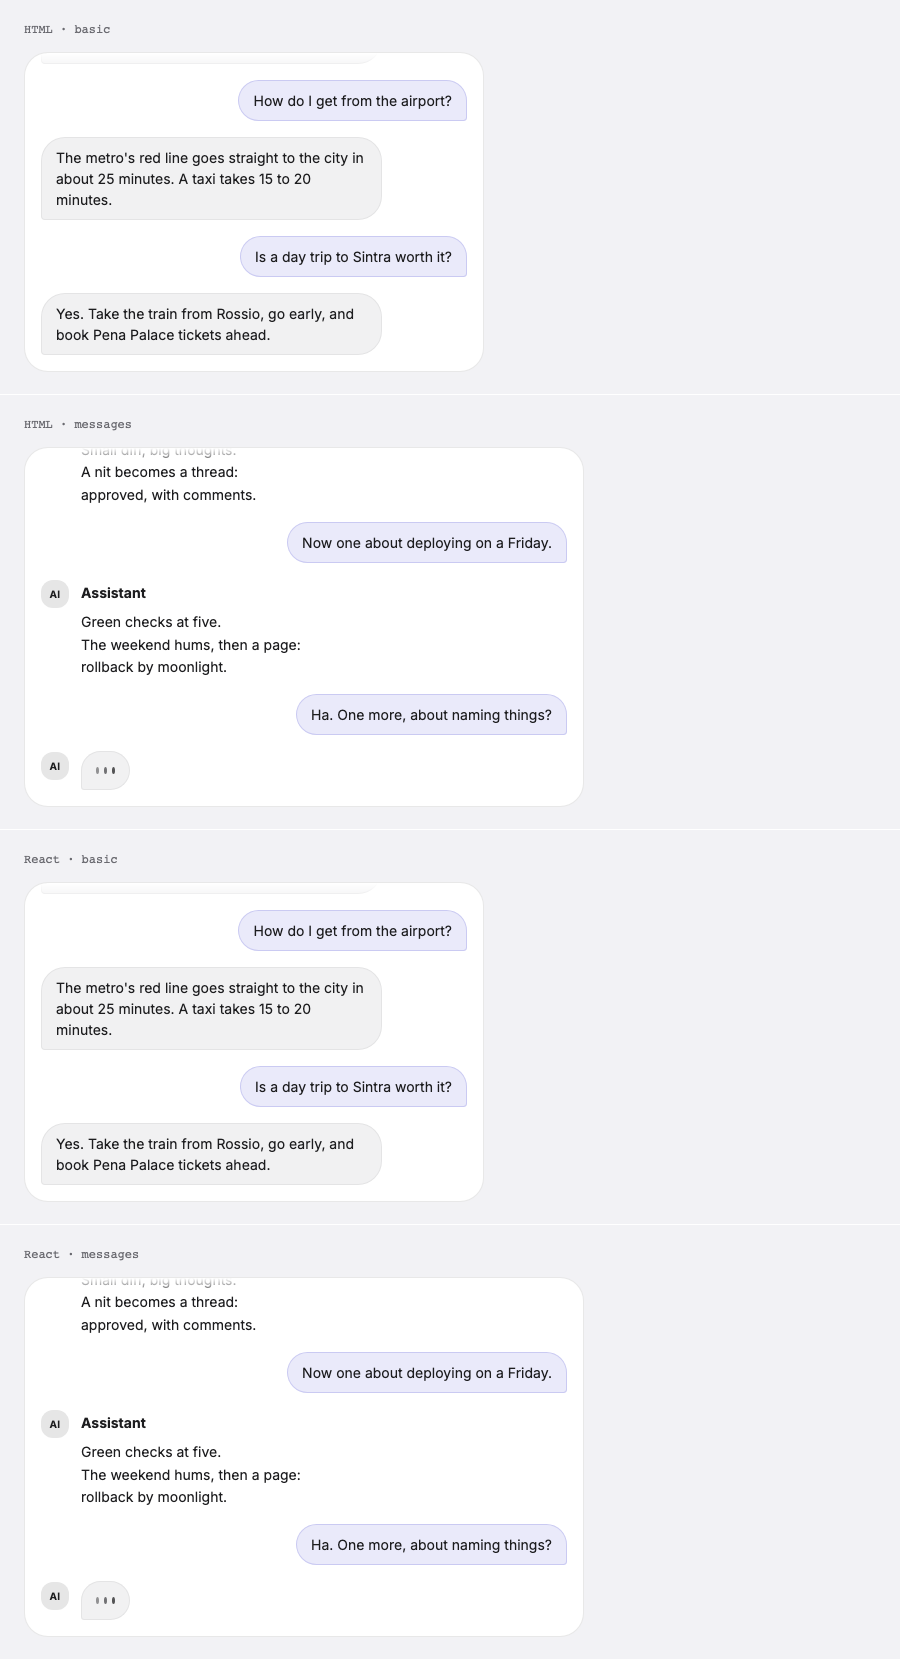 HTML · basic
How do I get from the airport?
The metro's red line goes straight to the city in
about 25 minutes. A taxi takes 15 to 20
minutes.
Is a day trip to Sintra worth it?
Yes. Take the train from Rossio, go early, and
book Pena Palace tickets ahead.
HTML · messages
Small diff, big thoughts.
A nit becomes a thread:
approved, with comments.
Now one about deploying on a Friday.
AI
Assistant
Green checks at five.
The weekend hums, then a page:
rollback by moonlight.
Ha. One more, about naming things?
AI
React · basic
How do I get from the airport?
The metro's red line goes straight to the city in
about 25 minutes. A taxi takes 15 to 20
minutes.
Is a day trip to Sintra worth it?
Yes. Take the train from Rossio, go early, and
book Pena Palace tickets ahead.
React · messages
Small diff, big thoughts.
A nit becomes a thread:
approved, with comments.
Now one about deploying on a Friday.
AI
Assistant
Green checks at five.
The weekend hums, then a page:
rollback by moonlight.
Ha. One more, about naming things?
AI